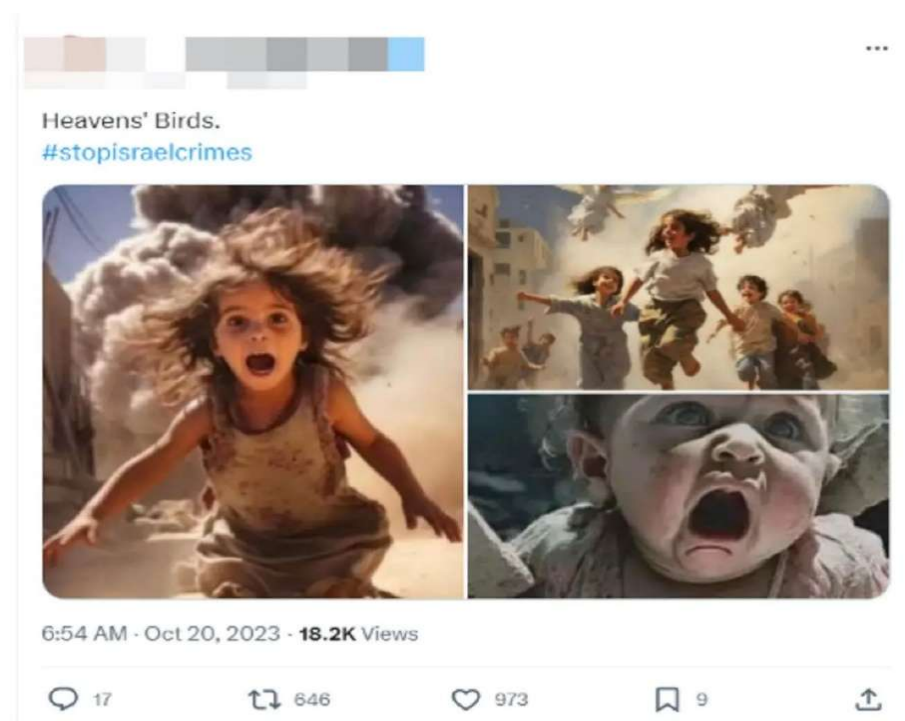 Heavens' Birds.
#stopisraelcrimes
6:54 AM · Oct 20, 2023 · 18.2K Views
17 646 973 9